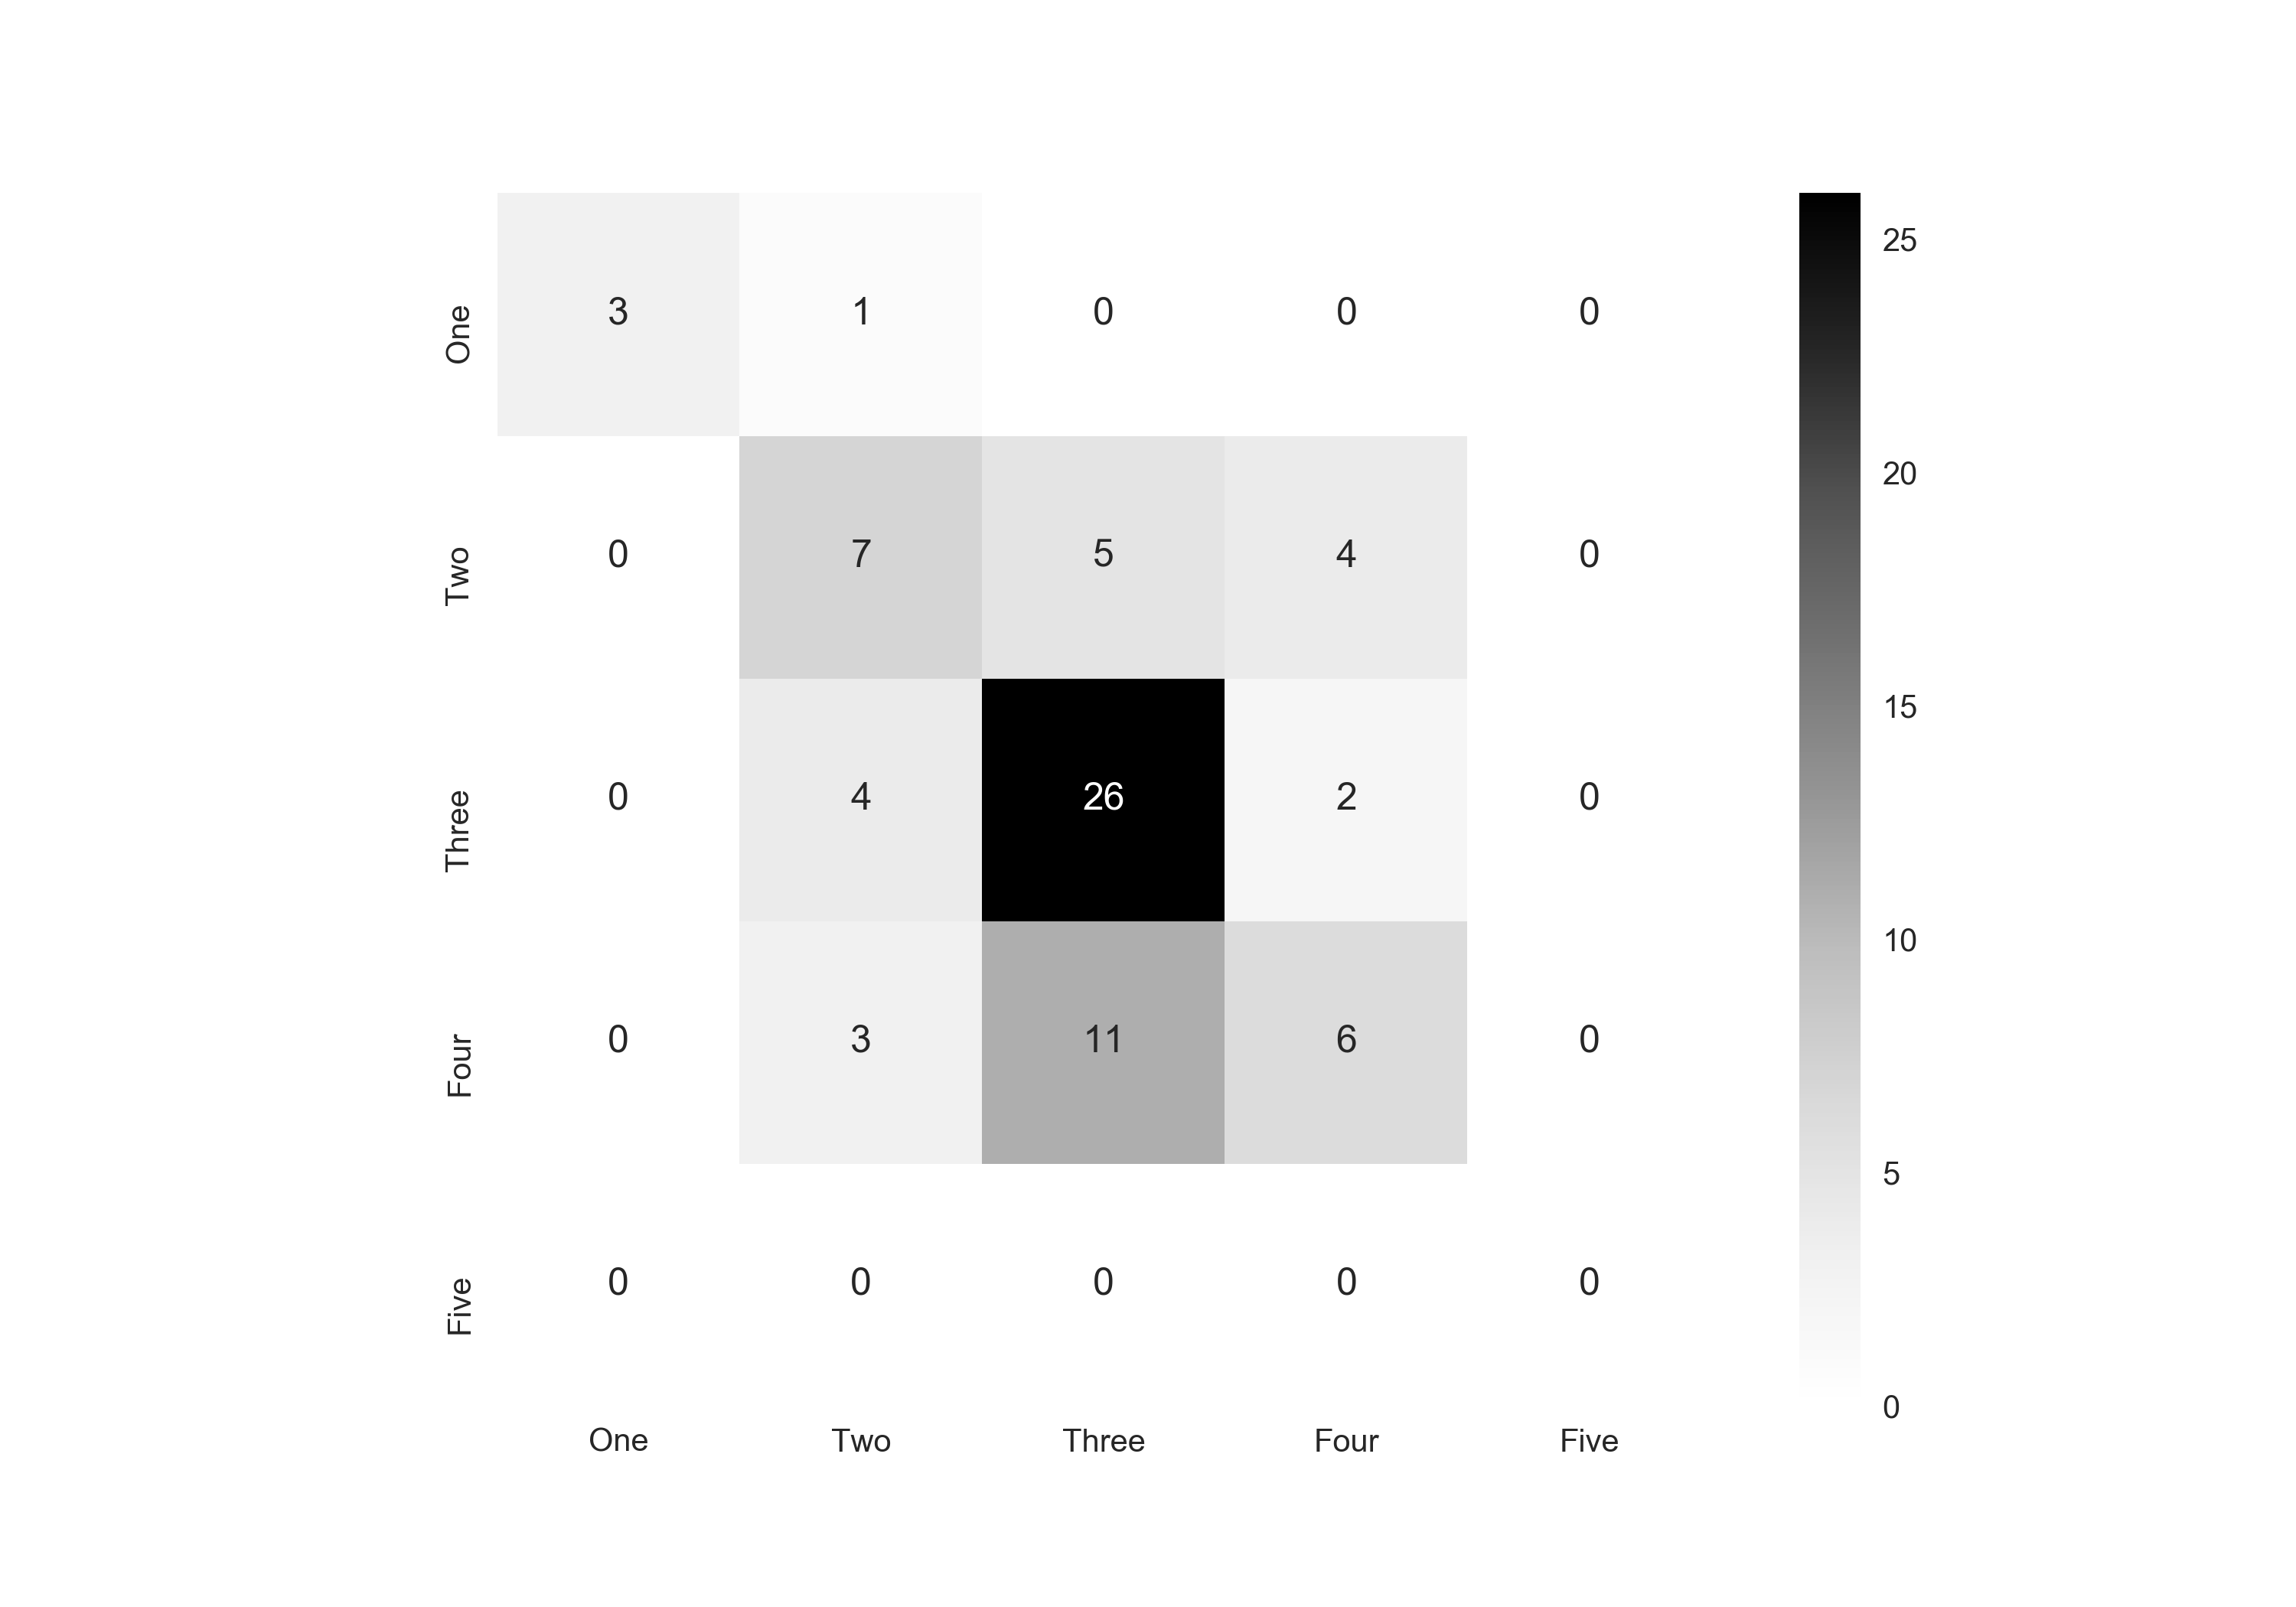 One 3 1 0 0 0
Two 0 7 5 4 0
Three 0 4 26 2 0
Four 0 3 11 6 0
Five 0 0 0 0 0
One Two Three Four Five
25
20
15
10
5
0